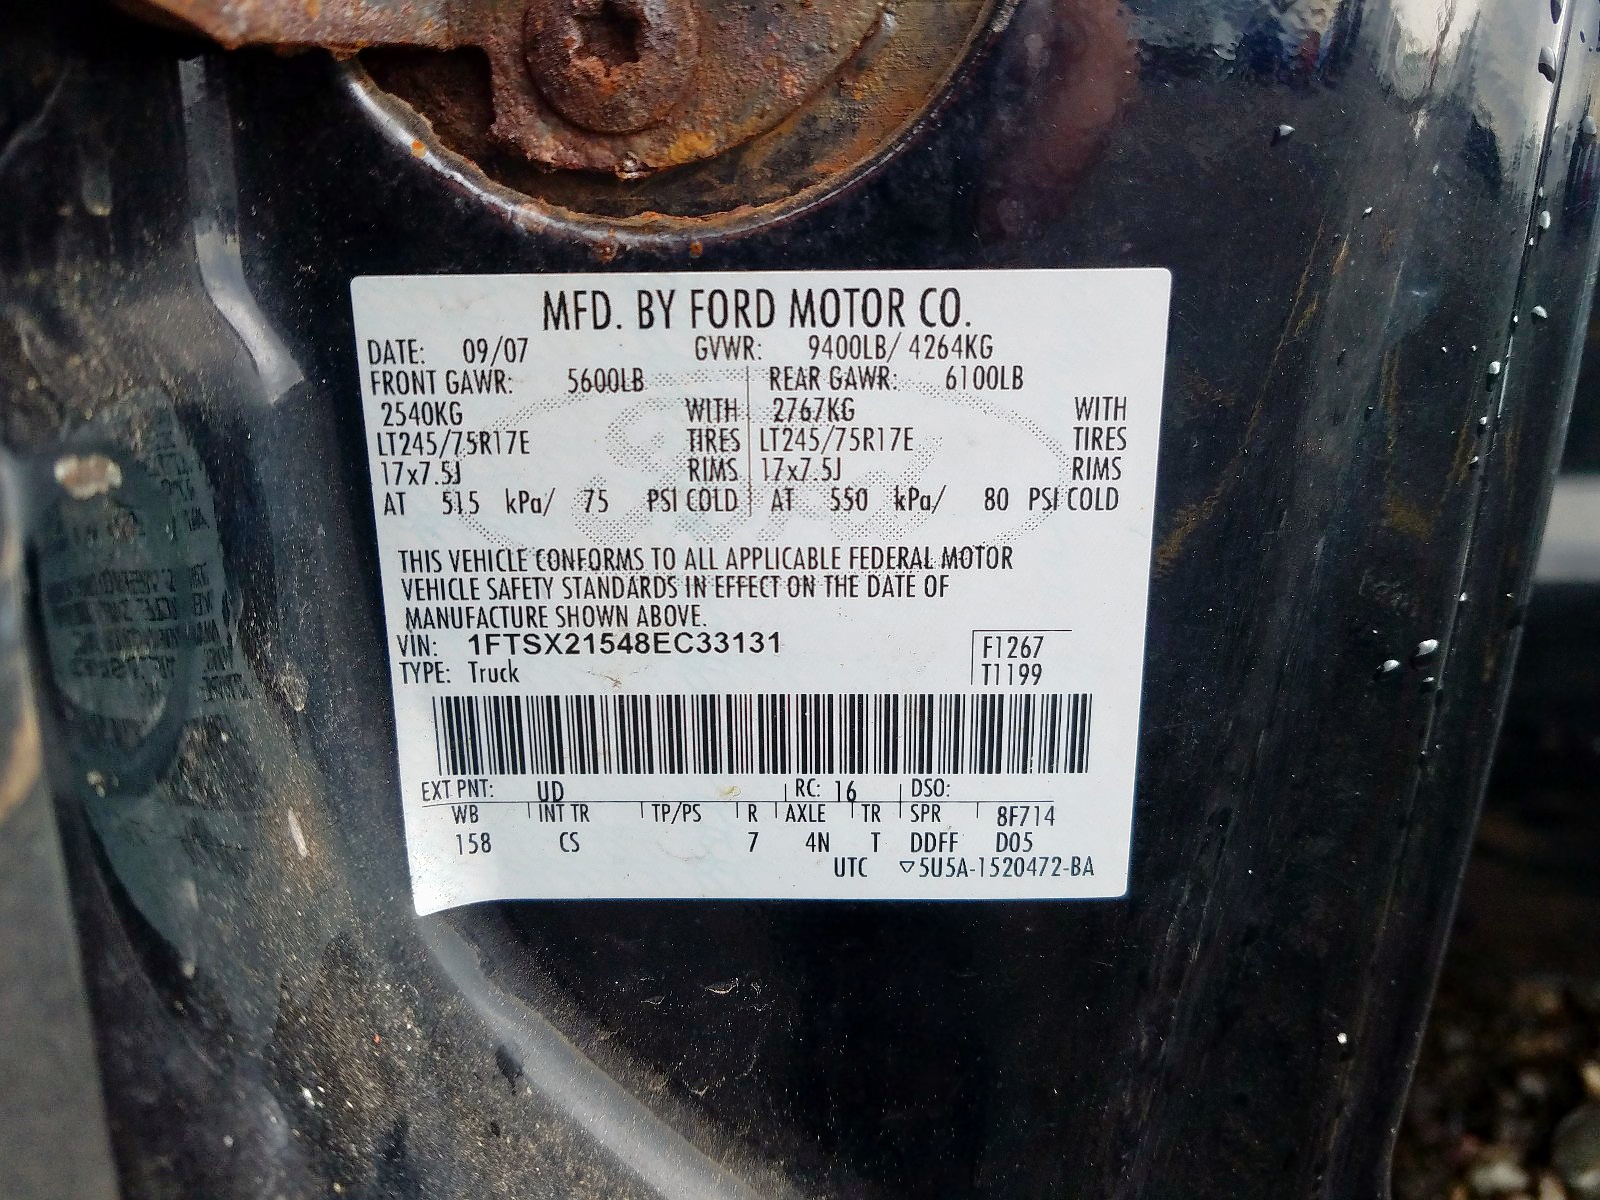 MFD. BY FORD MOTOR CO.
DATE: 09/07 GVWR: 9400LB/ 4264KG
FRONT GAWR: 5600LB REAR GAWR: 6100LB
2540KG WITH 2767KG WITH
LT245/75R17E TIRES LT245/75R17E TIRES
17x7.5J RIMS 17x7.5J RIMS
AT 515 kPa/ 75 PSI COLD AT 550 kPa/ 80 PSI COLD
THIS VEHICLE CONFORMS TO ALL APPLICABLE FEDERAL MOTOR
VEHICLE SAFETY STANDARDS IN EFFECT ON THE DATE OF
MANUFACTURE SHOWN ABOVE.
VIN: 1FTSX21548EC33131 F1267
TYPE: Truck T1199
EXT PNT: UD RC: 16 DSO:
WB INT TR TP/PS R AXLE TR SPR 8F714
158 CS 7 4N T DDFF D05
UTC ▽5U5A-1520472-BA